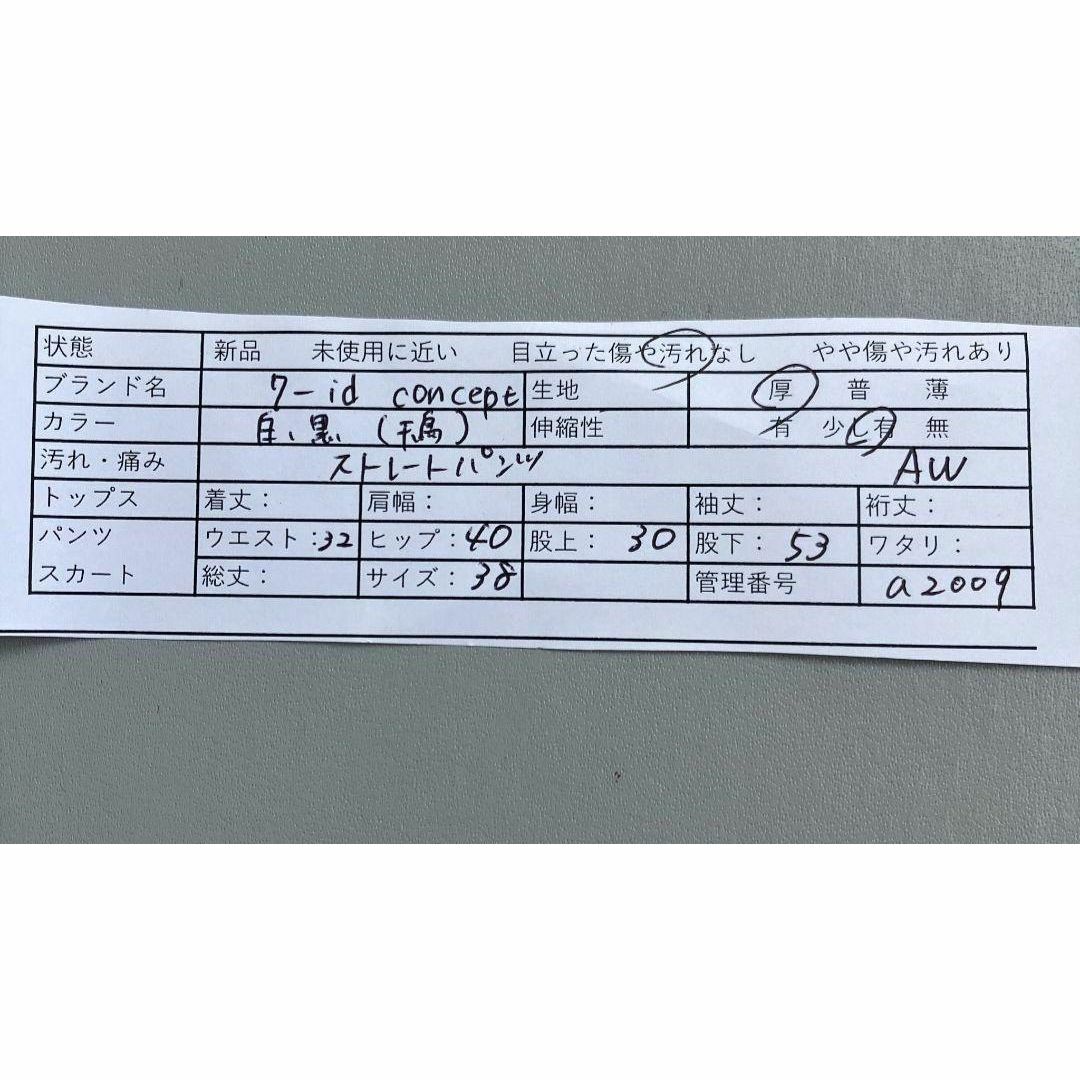 状態 新品 未使用に近い 目立った傷や汚れなし やや傷や汚れあり
ブランド名 7-id concept 生地 厚 普 薄
カラー 白、黒 (千鳥) 伸縮性 有 少し有 無
汚れ・痛み ストレートパンツ AW
トップス 着丈: 肩幅: 身幅: 袖丈: 裄丈:
パンツ ウエスト:32 ヒップ:40 股上: 30 股下: 53 ワタリ:
スカート 総丈: サイズ: 38 管理番号 a2009